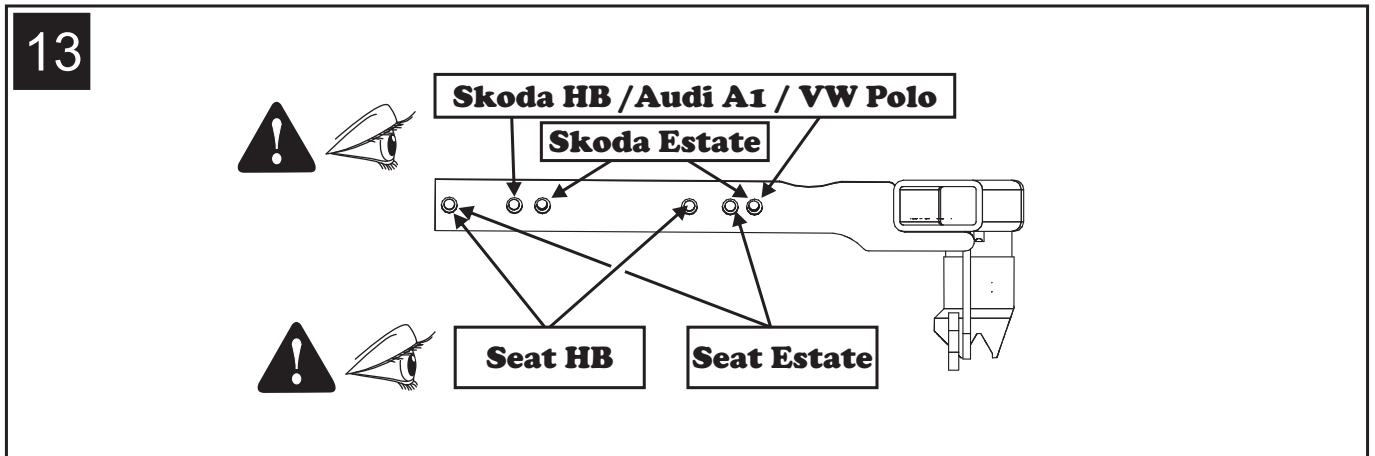 13
Skoda HB /Audi A1 / VW Polo
Skoda Estate
Seat HB
Seat Estate